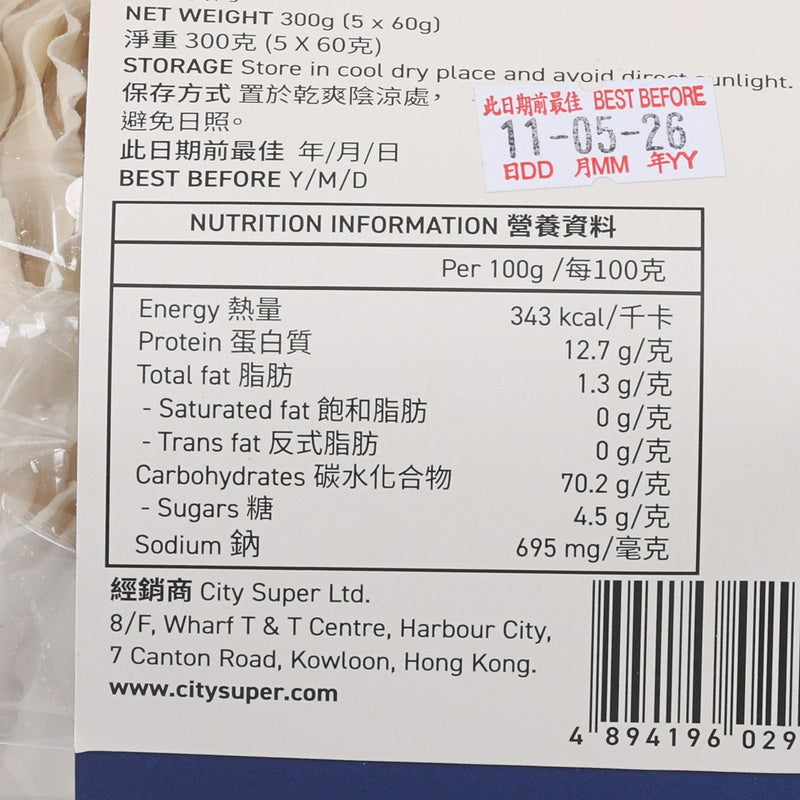 NET WEIGHT 300g (5 x 60g)
淨重 300克 (5 X 60克)
STORAGE Store in cool dry place and avoid direct sunlight.
保存方式 置於乾爽陰涼處，
避免日照。
此日期前最佳 年/月/日
BEST BEFORE Y/M/D
此日期前最佳 BEST BEFORE
11-05-26
日DD 月MM 年YY
NUTRITION INFORMATION 營養資料
Per 100g /每100克
Energy 熱量 343 kcal/千卡
Protein 蛋白質 12.7 g/克
Total fat 脂肪 1.3 g/克
- Saturated fat 飽和脂肪 0 g/克
- Trans fat 反式脂肪 0 g/克
Carbohydrates 碳水化合物 70.2 g/克
- Sugars 糖 4.5 g/克
Sodium 鈉 695 mg/毫克
經銷商 City Super Ltd.
8/F, Wharf T & T Centre, Harbour City,
7 Canton Road, Kowloon, Hong Kong.
www.citysuper.com
4 894196 029